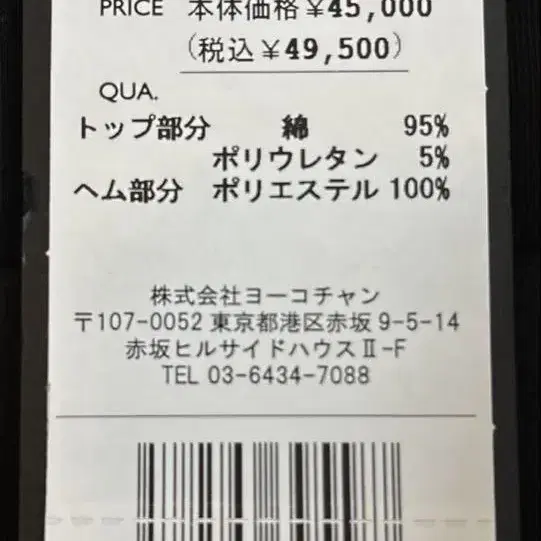 PRICE 本体価格¥45,000
(税込¥49,500)
QUA.
トップ部分 綿 95%
ポリウレタン 5%
ヘム部分 ポリエステル 100%
株式会社ヨーコチャン
〒107-0052 東京都港区赤坂 9-5-14
赤坂ヒルサイドハウスⅡ-F
TEL 03-6434-7088